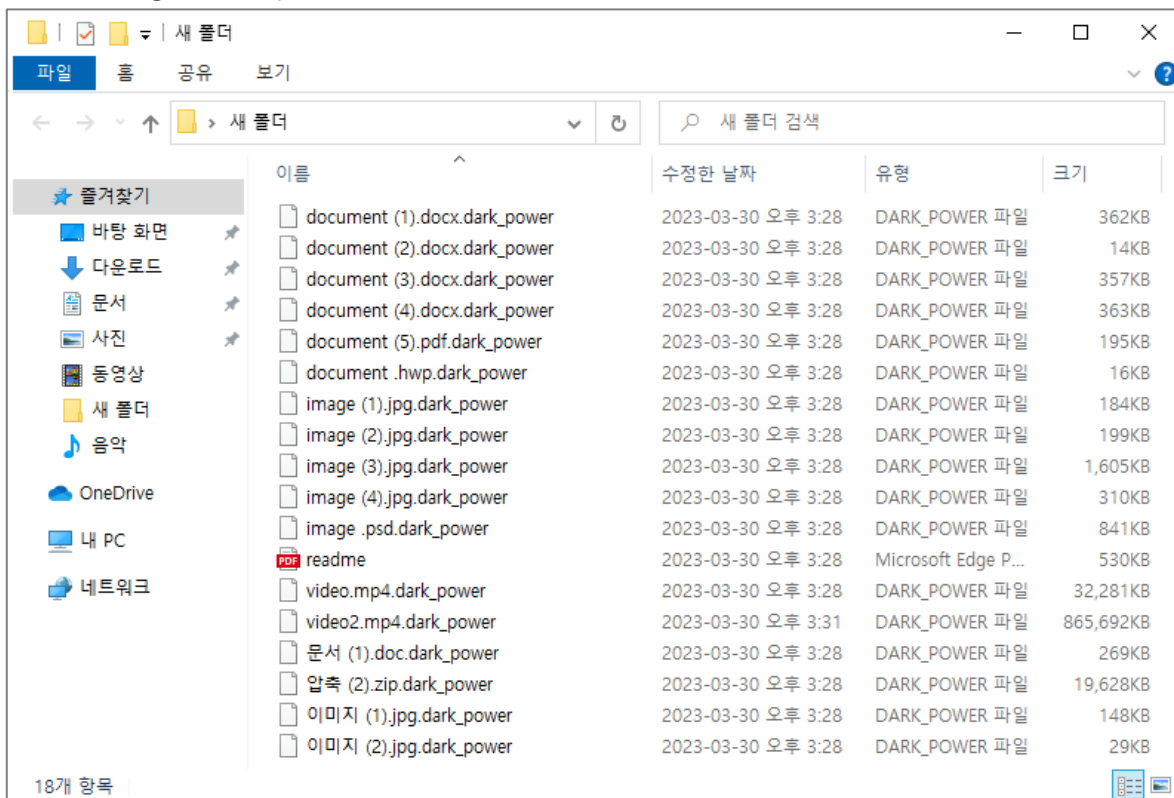 새 폴더
파일 홈 공유 보기
새 폴더 새 폴더 검색
이름 수정한 날짜 유형 크기
즐겨찾기
바탕 화면
다운로드
문서
사진
동영상
새 폴더
음악
OneDrive
내 PC
네트워크
document (1).docx.dark_power 2023-03-30 오후 3:28 DARK_POWER 파일 362KB
document (2).docx.dark_power 2023-03-30 오후 3:28 DARK_POWER 파일 14KB
document (3).docx.dark_power 2023-03-30 오후 3:28 DARK_POWER 파일 357KB
document (4).docx.dark_power 2023-03-30 오후 3:28 DARK_POWER 파일 363KB
document (5).pdf.dark_power 2023-03-30 오후 3:28 DARK_POWER 파일 195KB
document .hwp.dark_power 2023-03-30 오후 3:28 DARK_POWER 파일 16KB
image (1).jpg.dark_power 2023-03-30 오후 3:28 DARK_POWER 파일 184KB
image (2).jpg.dark_power 2023-03-30 오후 3:28 DARK_POWER 파일 199KB
image (3).jpg.dark_power 2023-03-30 오후 3:28 DARK_POWER 파일 1,605KB
image (4).jpg.dark_power 2023-03-30 오후 3:28 DARK_POWER 파일 310KB
image .psd.dark_power 2023-03-30 오후 3:28 DARK_POWER 파일 841KB
PDF readme 2023-03-30 오후 3:28 Microsoft Edge P... 530KB
video.mp4.dark_power 2023-03-30 오후 3:28 DARK_POWER 파일 32,281KB
video2.mp4.dark_power 2023-03-30 오후 3:31 DARK_POWER 파일 865,692KB
문서 (1).doc.dark_power 2023-03-30 오후 3:28 DARK_POWER 파일 269KB
압축 (2).zip.dark_power 2023-03-30 오후 3:28 DARK_POWER 파일 19,628KB
이미지 (1).jpg.dark_power 2023-03-30 오후 3:28 DARK_POWER 파일 148KB
이미지 (2).jpg.dark_power 2023-03-30 오후 3:28 DARK_POWER 파일 29KB
18개 항목